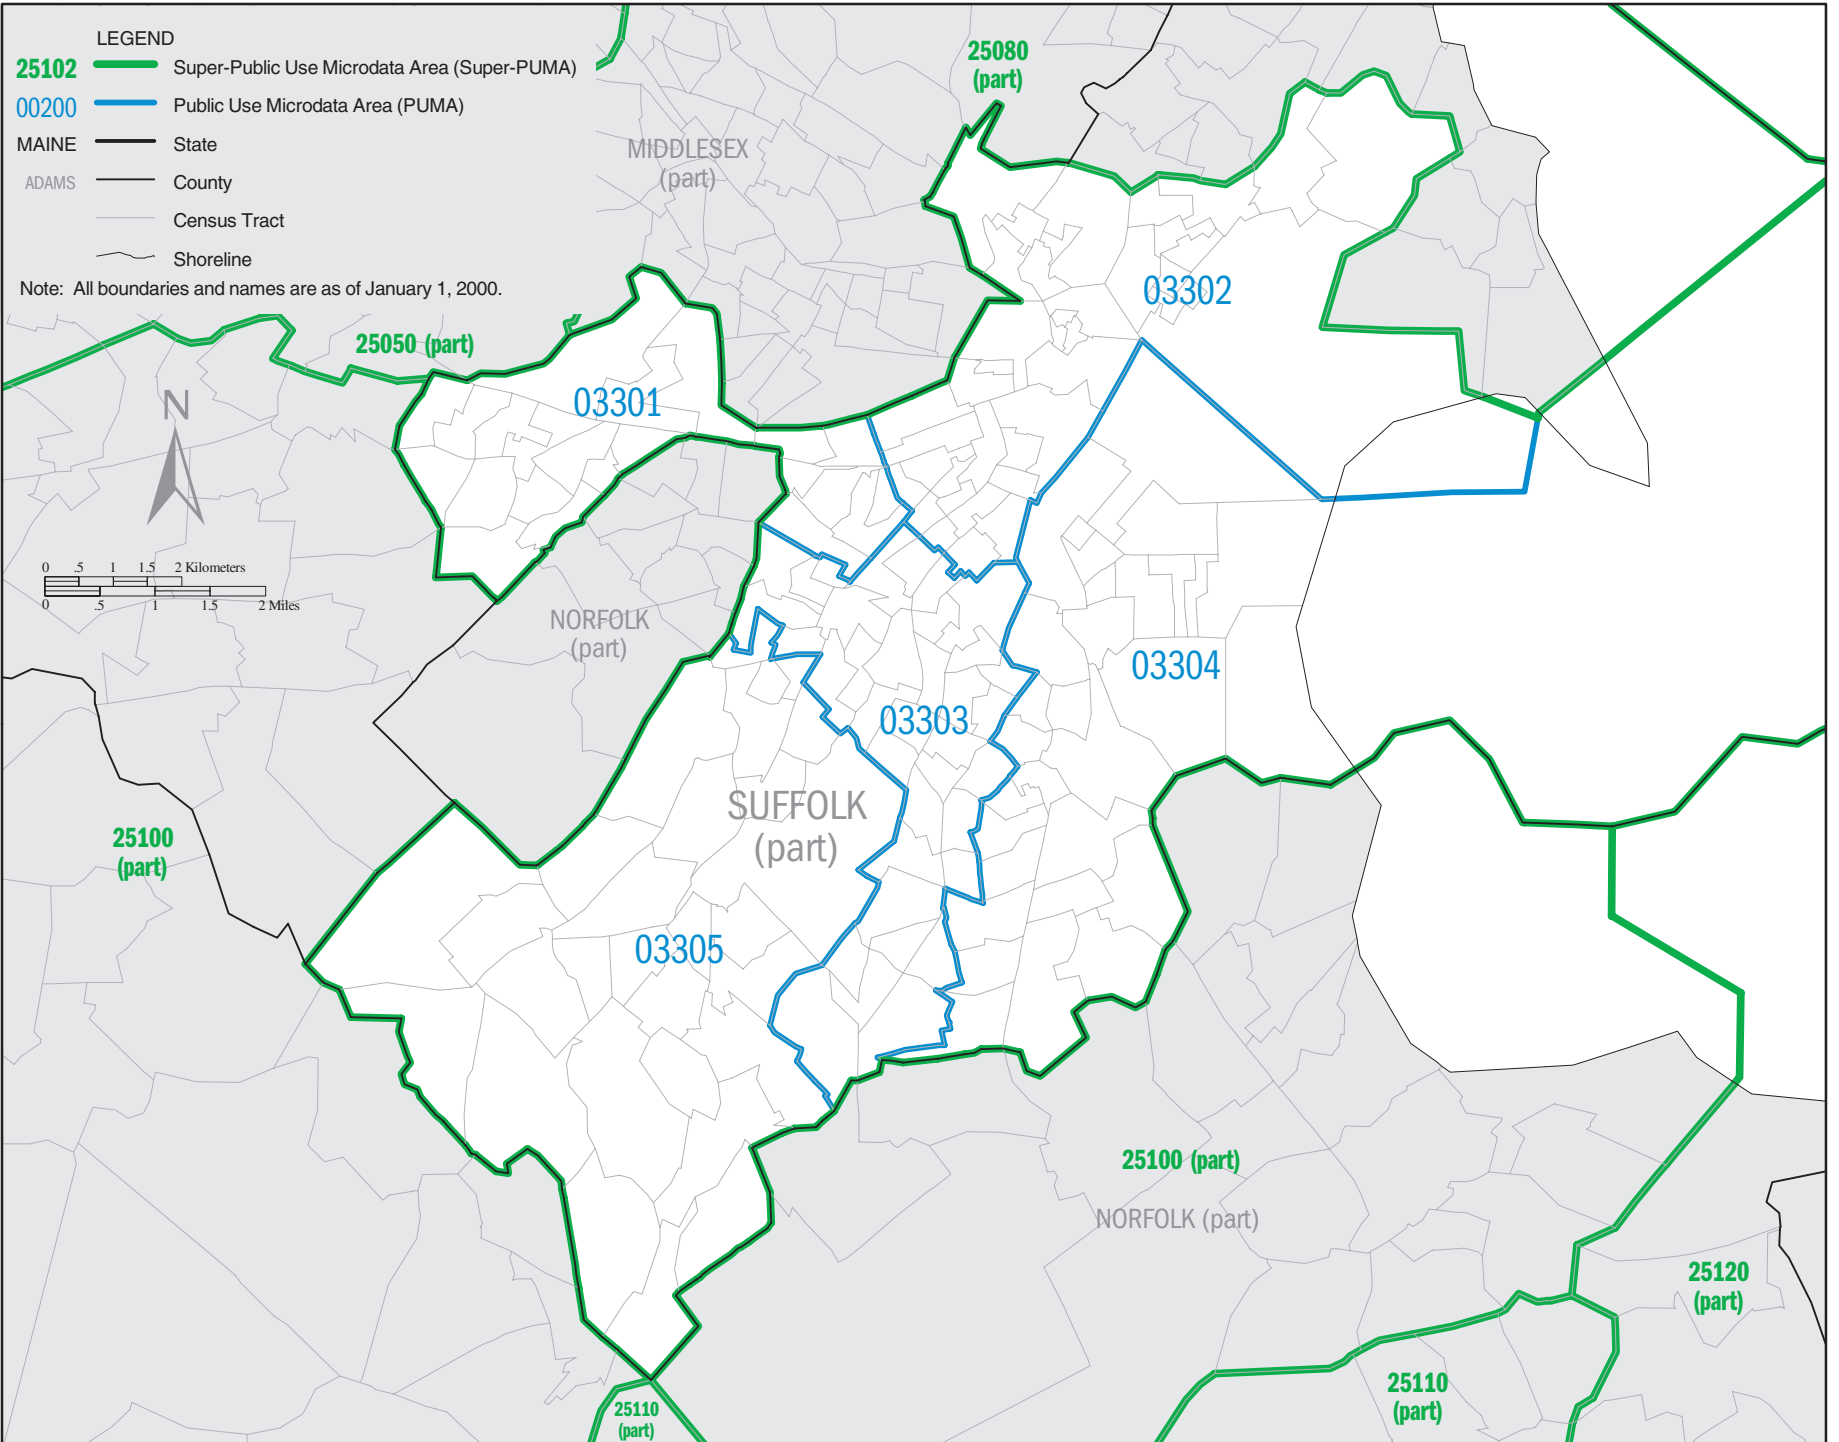 LEGEND
25102 Super-Public Use Microdata Area (Super-PUMA)
00200 Public Use Microdata Area (PUMA)
MAINE State
ADAMS County
Census Tract
Shoreline
Note: All boundaries and names are as of January 1, 2000.
25080
(part)
MIDDLESEX
(part)
03302
25050 (part)
03301
N
0 .5 1 1.5 2 Kilometers
0 .5 1 1.5 2 Miles
NORFOLK
(part)
03304
03303
SUFFOLK
(part)
25100
(part)
03305
25100 (part)
NORFOLK (part)
25120
(part)
25110
(part)
25110
(part)